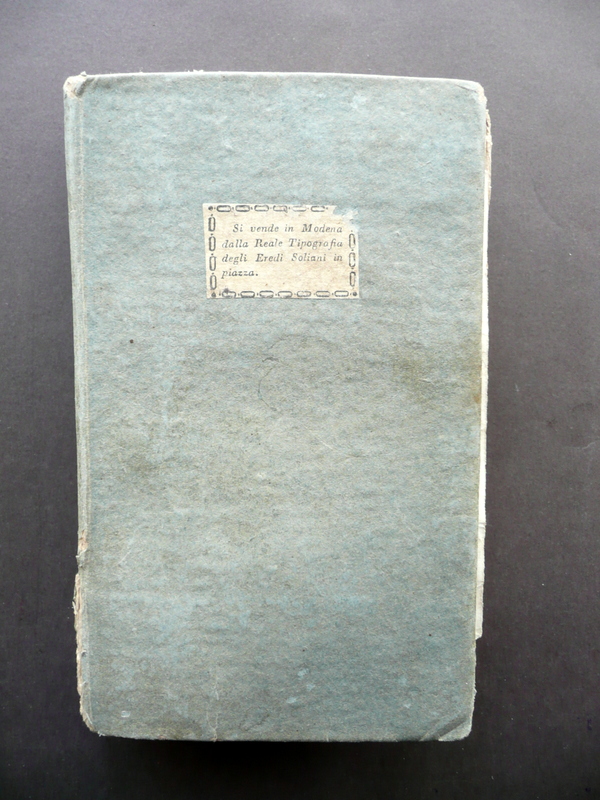 Si vende in Modena
dalla Reale Tipografia
degli Eredi Soliani in
piazza.